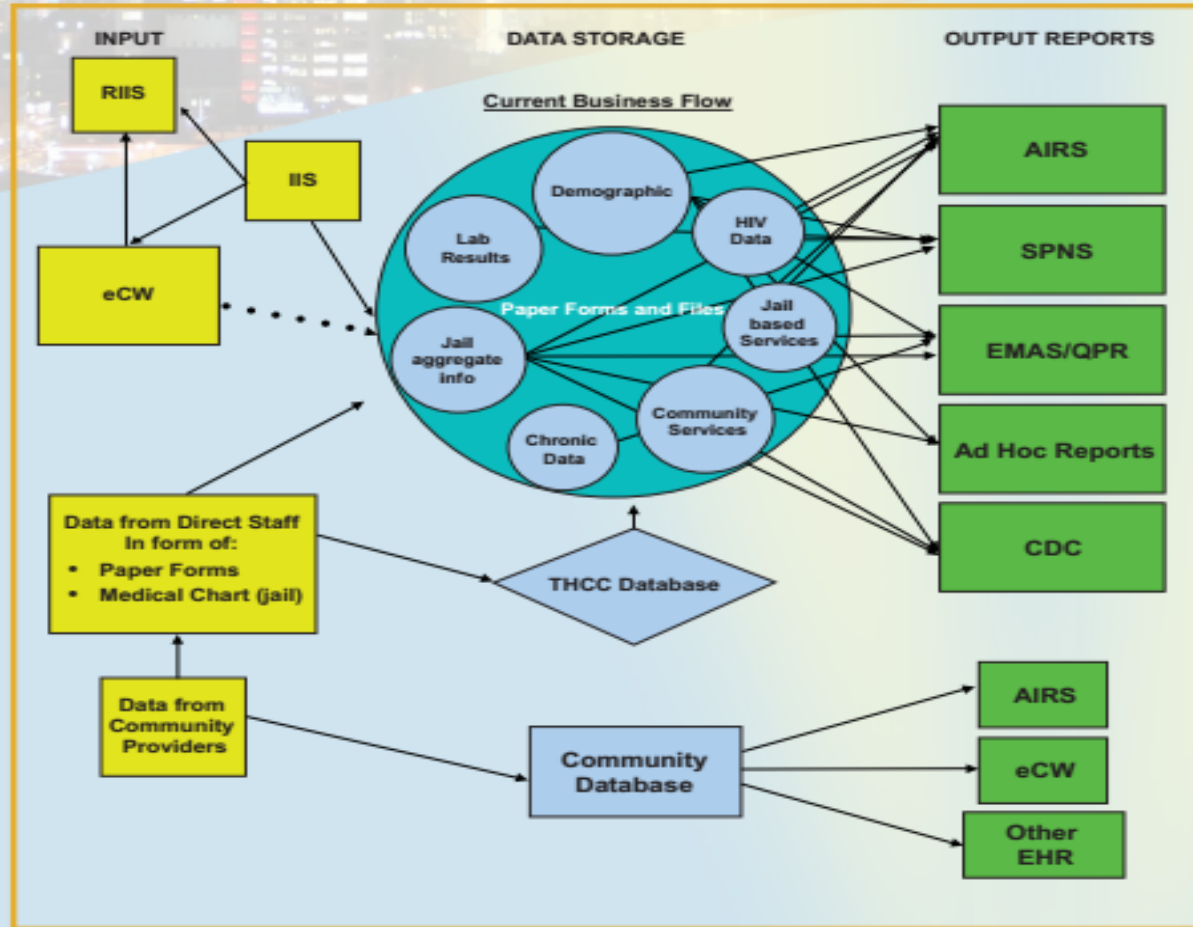 INPUT
DATA STORAGE
OUTPUT REPORTS
RIIS
IIS
eCW
Data from Direct Staff
In form of:
• Paper Forms
• Medical Chart (jail)
Data from
Community
Providers
Current Business Flow
Demographic
Lab
Results
HIV
Data
Paper Forms and Files
Jail
based
Services
Jail
aggregate
info
Community
Services
Chronic
Data
THCC Database
Community
Database
AIRS
SPNS
EMAS/QPR
Ad Hoc Reports
CDC
AIRS
eCW
Other
EHR